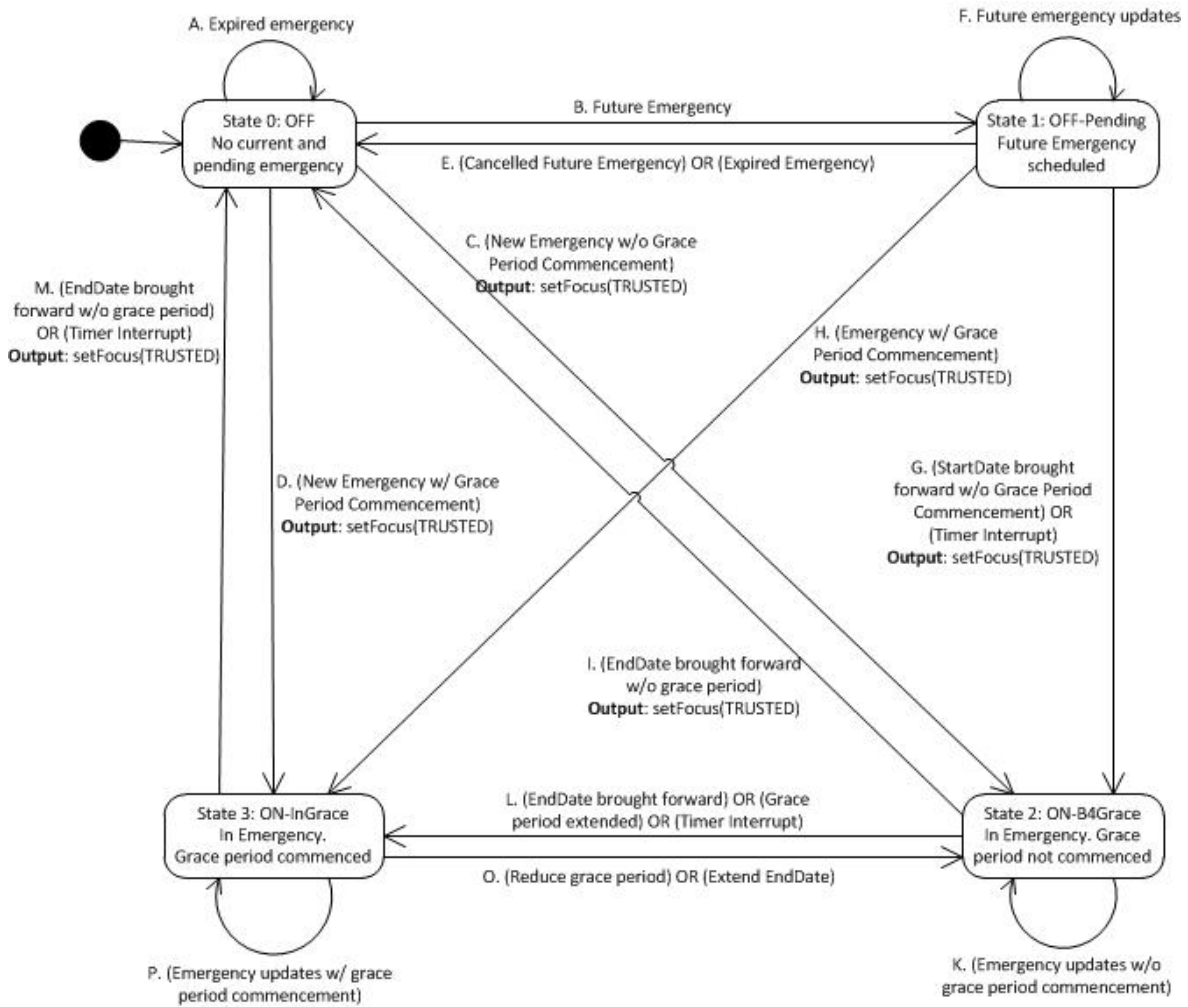 A. Expired emergency
F. Future emergency updates
State 0: OFF
No current and
pending emergency
B. Future Emergency
E. (Cancelled Future Emergency) OR (Expired Emergency)
State 1: OFF-Pending
Future Emergency
scheduled
C. (New Emergency w/o Grace
Period Commencement)
Output: setFocus(TRUSTED)
M. (EndDate brought
forward w/o grace period)
OR (Timer Interrupt)
Output: setFocus(TRUSTED)
H. (Emergency w/ Grace
Period Commencement)
Output: setFocus(TRUSTED)
D. (New Emergency w/ Grace
Period Commencement)
Output: setFocus(TRUSTED)
G. (StartDate brought
forward w/o Grace Period
Commencement) OR
(Timer Interrupt)
Output: setFocus(TRUSTED)
I. (EndDate brought forward
w/o grace period)
Output: setFocus(TRUSTED)
State 3: ON-InGrace
In Emergency.
Grace period commenced
L. (EndDate brought forward) OR (Grace
period extended) OR (Timer Interrupt)
O. (Reduce grace period) OR (Extend EndDate)
State 2: ON-B4Grace
In Emergency. Grace
period not commenced
P. (Emergency updates w/ grace
period commencement)
K. (Emergency updates w/o
grace period commencement)